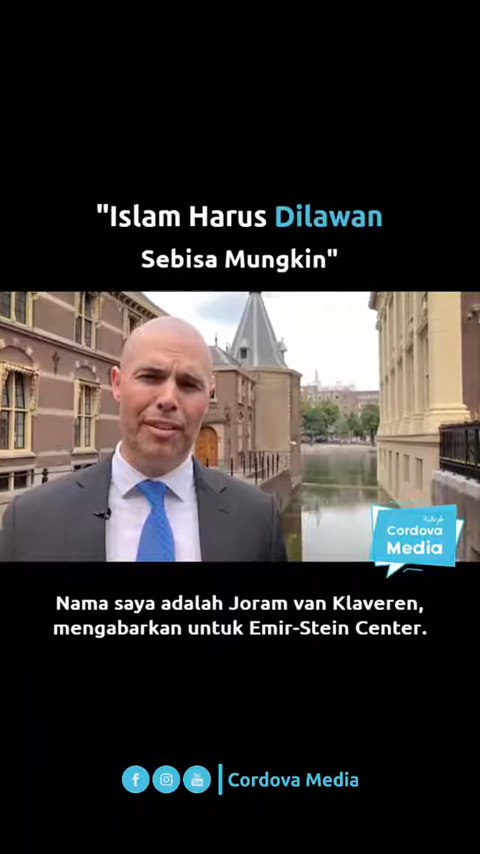 "Islam Harus Dilawan
Sebisa Mungkin"
قرطبة
Cordova
Media
Nama saya adalah Joram van Klaveren,
mengabarkan untuk Emir-Stein Center.
Cordova Media